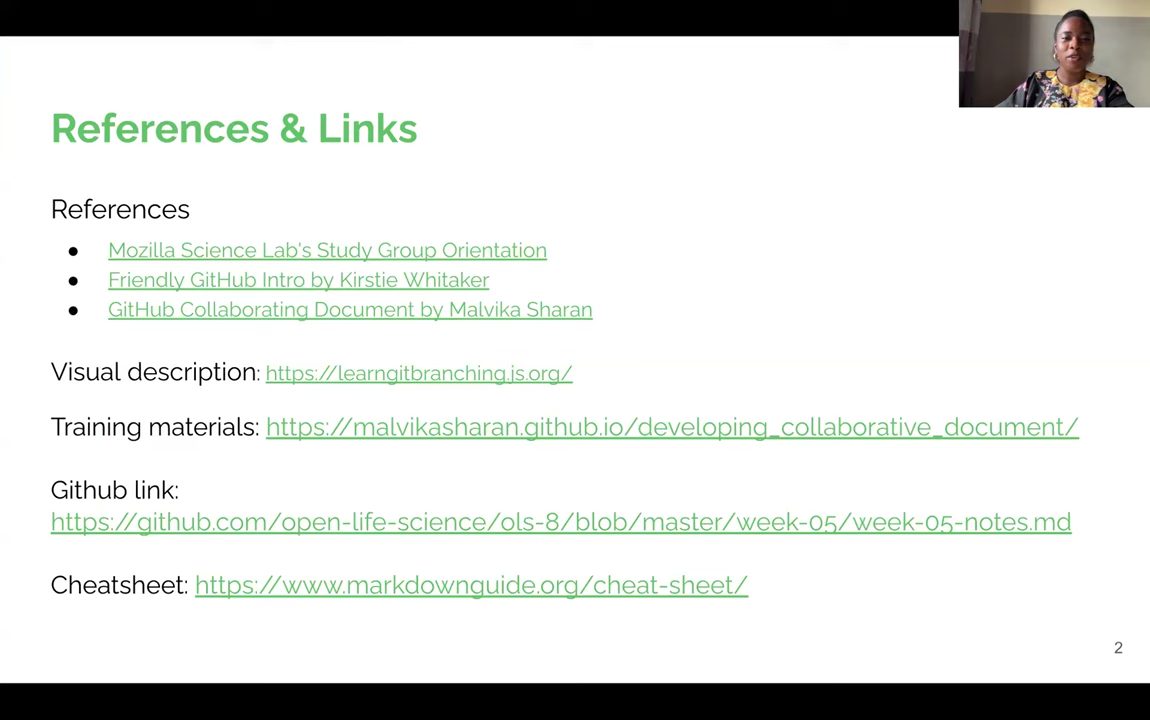 References & Links
References
● Mozilla Science Lab's Study Group Orientation
● Friendly GitHub Intro by Kirstie Whitaker
● GitHub Collaborating Document by Malvika Sharan
Visual description: https://learngitbranching.js.org/
Training materials: https://malvikasharan.github.io/developing_collaborative_document/
Github link:
https://github.com/open-life-science/ols-8/blob/master/week-05/week-05-notes.md
Cheatsheet: https://www.markdownguide.org/cheat-sheet/
2